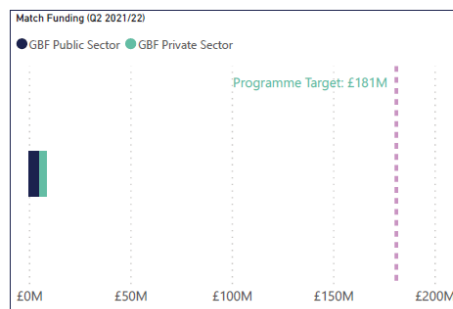 Match Funding (Q2 2021/22)
GBF Public Sector GBF Private Sector
Programme Target: £181M
£0M £50M £100M £150M £200M